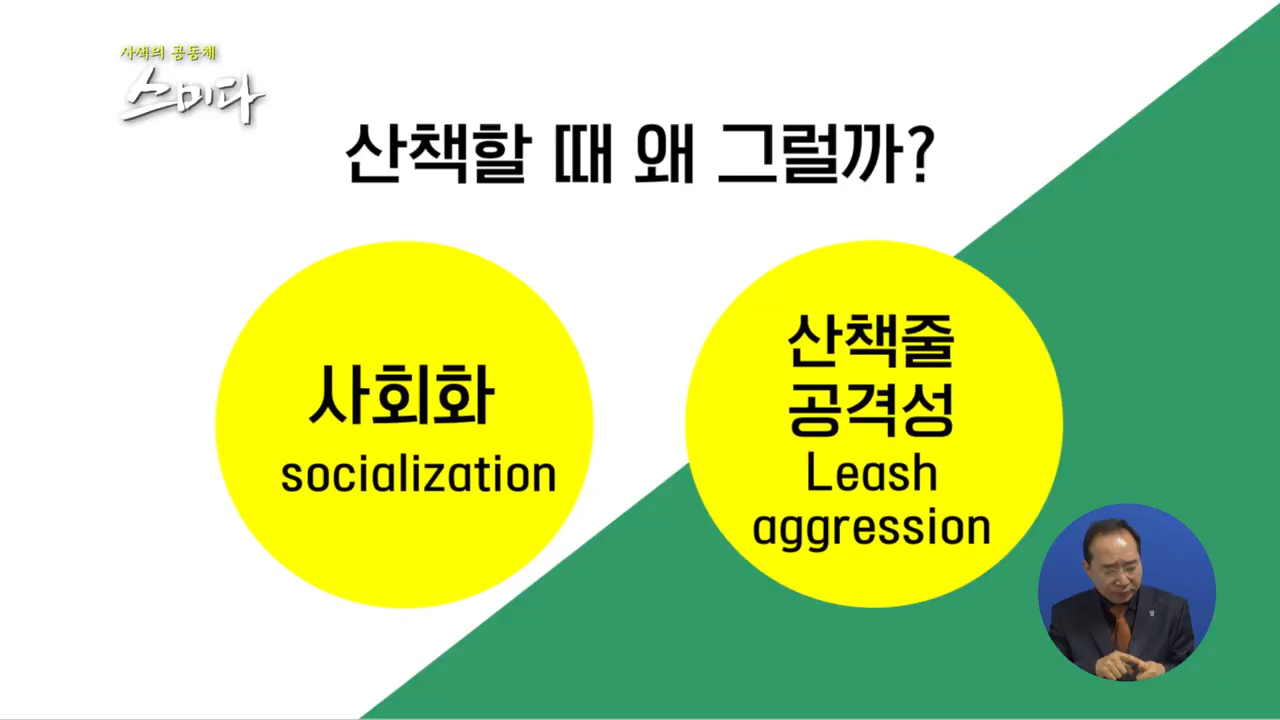 사색의 공동체
스미다
산책할 때 왜 그럴까?
사회화
socialization
산책줄
공격성
Leash
aggression